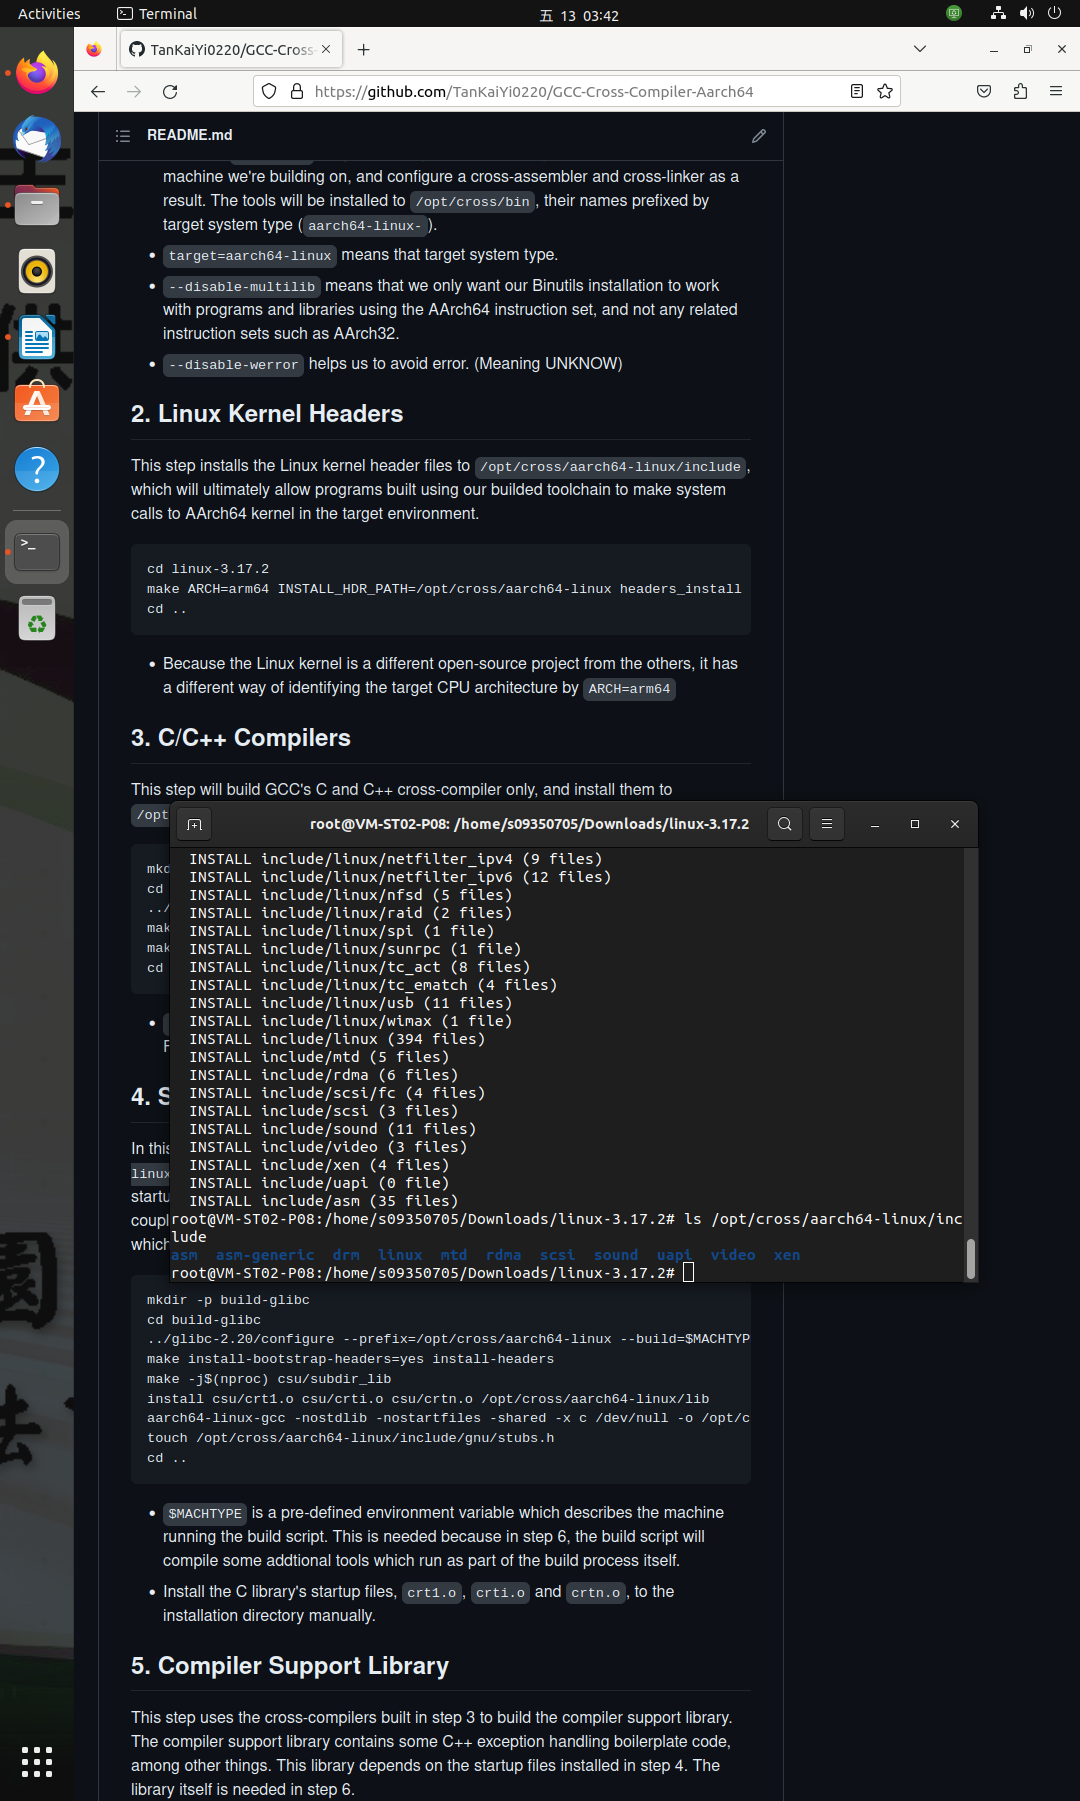 Activities
Terminal
五 13 03:42
TanKaiYi0220/GCC-Cross-
https://github.com/TanKaiYi0220/GCC-Cross-Compiler-Aarch64
README.md
machine we're building on, and configure a cross-assembler and cross-linker as a
result. The tools will be installed to /opt/cross/bin, their names prefixed by
target system type (aarch64-linux-).
target=aarch64-linux means that target system type.
--disable-multilib means that we only want our Binutils installation to work
with programs and libraries using the AArch64 instruction set, and not any related
instruction sets such as AArch32.
--disable-werror helps us to avoid error. (Meaning UNKNOW)
2. Linux Kernel Headers
This step installs the Linux kernel header files to /opt/cross/aarch64-linux/include,
which will ultimately allow programs built using our builded toolchain to make system
calls to AArch64 kernel in the target environment.
cd linux-3.17.2
make ARCH=arm64 INSTALL_HDR_PATH=/opt/cross/aarch64-linux headers_install
cd ..
Because the Linux kernel is a different open-source project from the others, it has
a different way of identifying the target CPU architecture by ARCH=arm64
3. C/C++ Compilers
This step will build GCC's C and C++ cross-compiler only, and install them to
/opt
mkd
cd
../
mak
mak
cd
4. S
In this
linux
startu
coupl
which
root@VM-ST02-P08: /home/s09350705/Downloads/linux-3.17.2
INSTALL include/linux/netfilter_ipv4 (9 files)
INSTALL include/linux/netfilter_ipv6 (12 files)
INSTALL include/linux/nfsd (5 files)
INSTALL include/linux/raid (2 files)
INSTALL include/linux/spi (1 file)
INSTALL include/linux/sunrpc (1 file)
INSTALL include/linux/tc_act (8 files)
INSTALL include/linux/tc_ematch (4 files)
INSTALL include/linux/usb (11 files)
INSTALL include/linux/wimax (1 file)
INSTALL include/linux (394 files)
INSTALL include/mtd (5 files)
INSTALL include/rdma (6 files)
INSTALL include/scsi/fc (4 files)
INSTALL include/scsi (3 files)
INSTALL include/sound (11 files)
INSTALL include/video (3 files)
INSTALL include/xen (4 files)
INSTALL include/uapi (0 file)
INSTALL include/asm (35 files)
root@VM-ST02-P08:/home/s09350705/Downloads/linux-3.17.2# ls /opt/cross/aarch64-linux/inc
lude
asm asm-generic drm linux mtd rdma scsi sound uapi video xen
root@VM-ST02-P08:/home/s09350705/Downloads/linux-3.17.2#
mkdir -p build-glibc
cd build-glibc
../glibc-2.20/configure --prefix=/opt/cross/aarch64-linux --build=$MACHTYP
make install-bootstrap-headers=yes install-headers
make -j$(nproc) csu/subdir_lib
install csu/crt1.o csu/crti.o csu/crtn.o /opt/cross/aarch64-linux/lib
aarch64-linux-gcc -nostdlib -nostartfiles -shared -x c /dev/null -o /opt/c
touch /opt/cross/aarch64-linux/include/gnu/stubs.h
cd ..
$MACHTYPE is a pre-defined environment variable which describes the machine
running the build script. This is needed because in step 6, the build script will
compile some addtional tools which run as part of the build process itself.
Install the C library's startup files, crt1.o, crti.o and crtn.o, to the
installation directory manually.
5. Compiler Support Library
This step uses the cross-compilers built in step 3 to build the compiler support library.
The compiler support library contains some C++ exception handling boilerplate code,
among other things. This library depends on the startup files installed in step 4. The
library itself is needed in step 6.